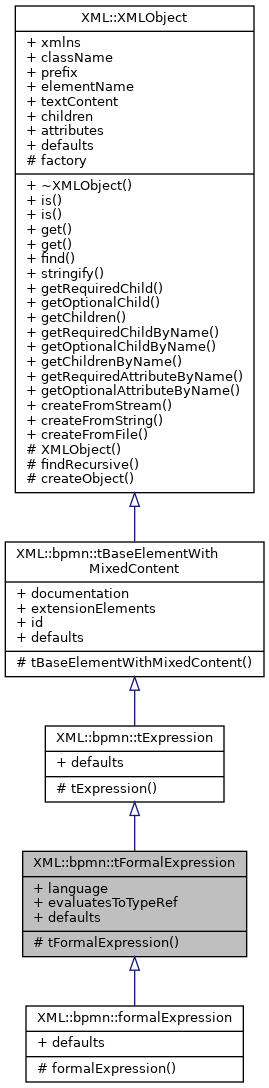 XML::XMLObject
+ xmlns
+ className
+ prefix
+ elementName
+ textContent
+ children
+ attributes
+ defaults
# factory
+ ~XMLObject()
+ is()
+ is()
+ get()
+ get()
+ find()
+ stringify()
+ getRequiredChild()
+ getOptionalChild()
+ getChildren()
+ getRequiredChildByName()
+ getOptionalChildByName()
+ getChildrenByName()
+ getRequiredAttributeByName()
+ getOptionalAttributeByName()
+ createFromStream()
+ createFromString()
+ createFromFile()
# XMLObject()
# findRecursive()
# createObject()
XML::bpmn::tBaseElementWith
MixedContent
+ documentation
+ extensionElements
+ id
+ defaults
# tBaseElementWithMixedContent()
XML::bpmn::tExpression
+ defaults
# tExpression()
XML::bpmn::tFormalExpression
+ language
+ evaluatesToTypeRef
+ defaults
# tFormalExpression()
XML::bpmn::formalExpression
+ defaults
# formalExpression()